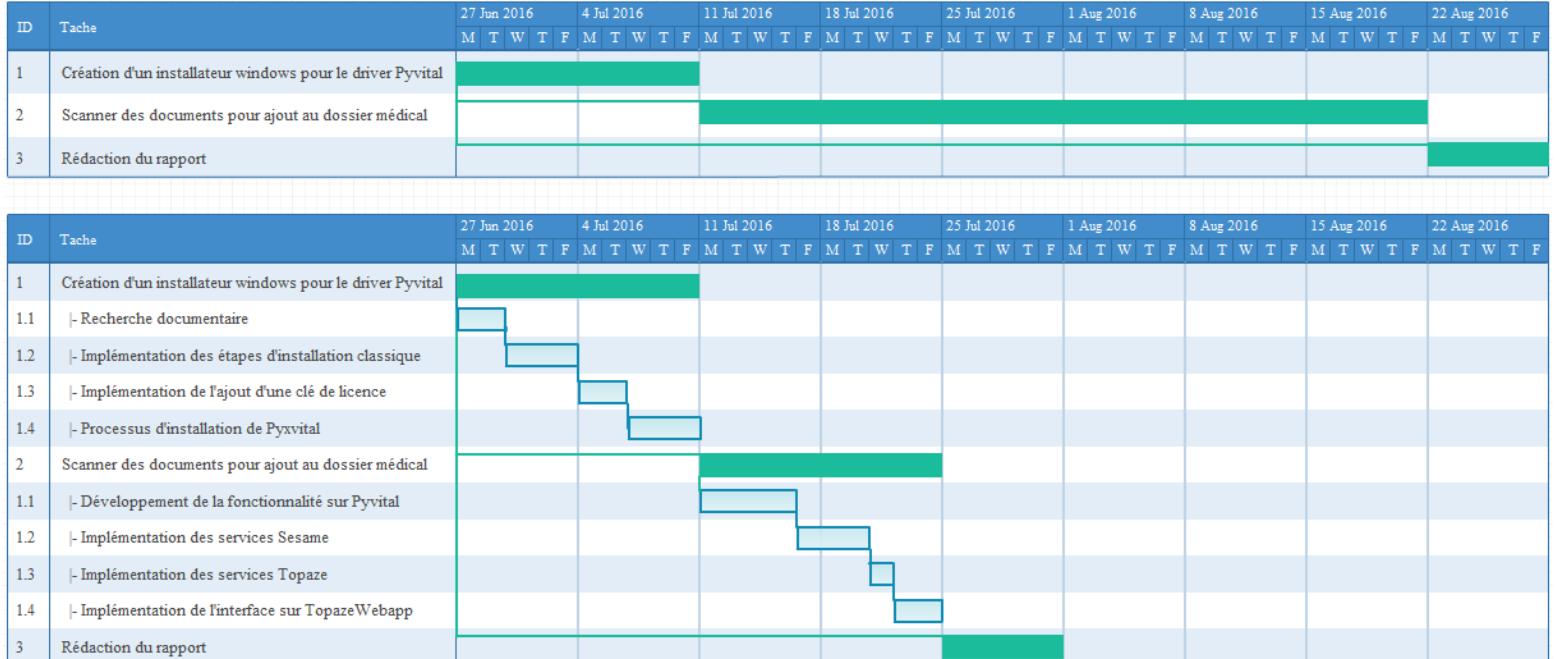 ID Tache 27 Jun 2016 4 Jul 2016 11 Jul 2016 18 Jul 2016 25 Jul 2016 1 Aug 2016 8 Aug 2016 15 Aug 2016 22 Aug 2016
M T W T F M T W T F M T W T F M T W T F M T W T F M T W T F M T W T F M T W T F M T W T F
1 Création d'un installateur windows pour le driver Pyvital
2 Scanner des documents pour ajout au dossier médical
3 Rédaction du rapport
ID Tache 27 Jun 2016 4 Jul 2016 11 Jul 2016 18 Jul 2016 25 Jul 2016 1 Aug 2016 8 Aug 2016 15 Aug 2016 22 Aug 2016
M T W T F M T W T F M T W T F M T W T F M T W T F M T W T F M T W T F M T W T F M T W T F
1 Création d'un installateur windows pour le driver Pyvital
1.1 |- Recherche documentaire
1.2 |- Implémentation des étapes d'installation classique
1.3 |- Implémentation de l'ajout d'une clé de licence
1.4 |- Processus d'installation de Pyxvital
2 Scanner des documents pour ajout au dossier médical
1.1 |- Développement de la fonctionnalité sur Pyvital
1.2 |- Implémentation des services Sesame
1.3 |- Implémentation des services Topaze
1.4 |- Implémentation de l'interface sur TopazeWebapp
3 Rédaction du rapport